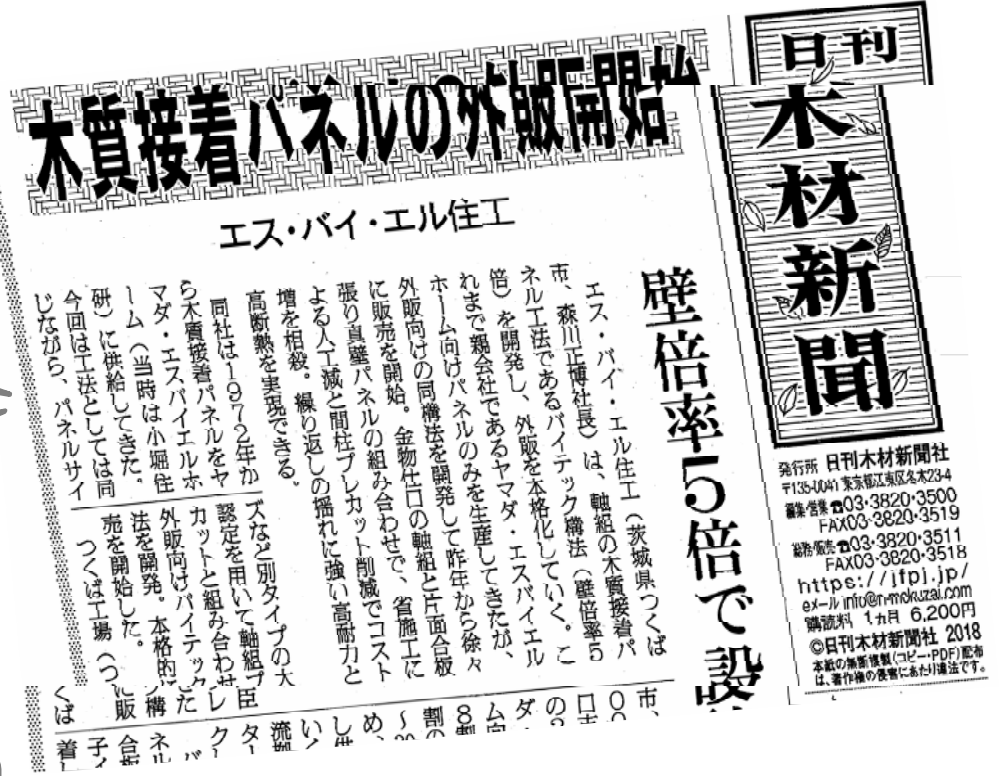 木質接着パネルの外販開始
エス・バイ・エル住工
壁倍率5倍で設
エス・バイ・エル住工（茨城県つくば
市、森川正博社長）は、軸組の木質接着パ
ネル工法であるバイテック構法（壁倍率5
倍）を開発し、外販を本格化していく。こ
れまで親会社であるヤマダ・エスバイエル
ホーム向けパネルのみを生産してきたが、
外販向けの同構法を開発して昨年から徐々
に販売を開始。金物仕口の軸組と片面合板
張り真壁パネルの組み合わせで、省施工に
よる人工減と間柱プレカット削減でコスト
増を相殺。繰り返しの揺れに強い高耐力と
高断熱を実現できる。
同社は1972年か
ら木質接着パネルをヤ
マダ・エスバイエルホ
ーム（当時は小堀住
研）に供給してきた。
今回は工法としては同
じながら、パネルサイ
ズなど別タイプの大臣
認定を用いて軸組プレ
カットと組み合わせた
外販向けバイテック構
法を開発。本格的に販
売を開始した。
つくば工場（つくば
市、
日刊
木材新聞
発行所 日刊木材新聞社
〒135-0041 東京都江東区冬木23-4
編集・営業☎03・3820・3500
FAX03・3820・3519
総務・販売☎03・3820・3511
FAX03・3820・3518
https://jfpj.jp/
eメール info@n-mokuzai.com
購読料 1カ月 6,200円
©日刊木材新聞社 2018
本紙の無断複製（コピー・PDF）配布
は、著作権の侵害にあたり違法です。